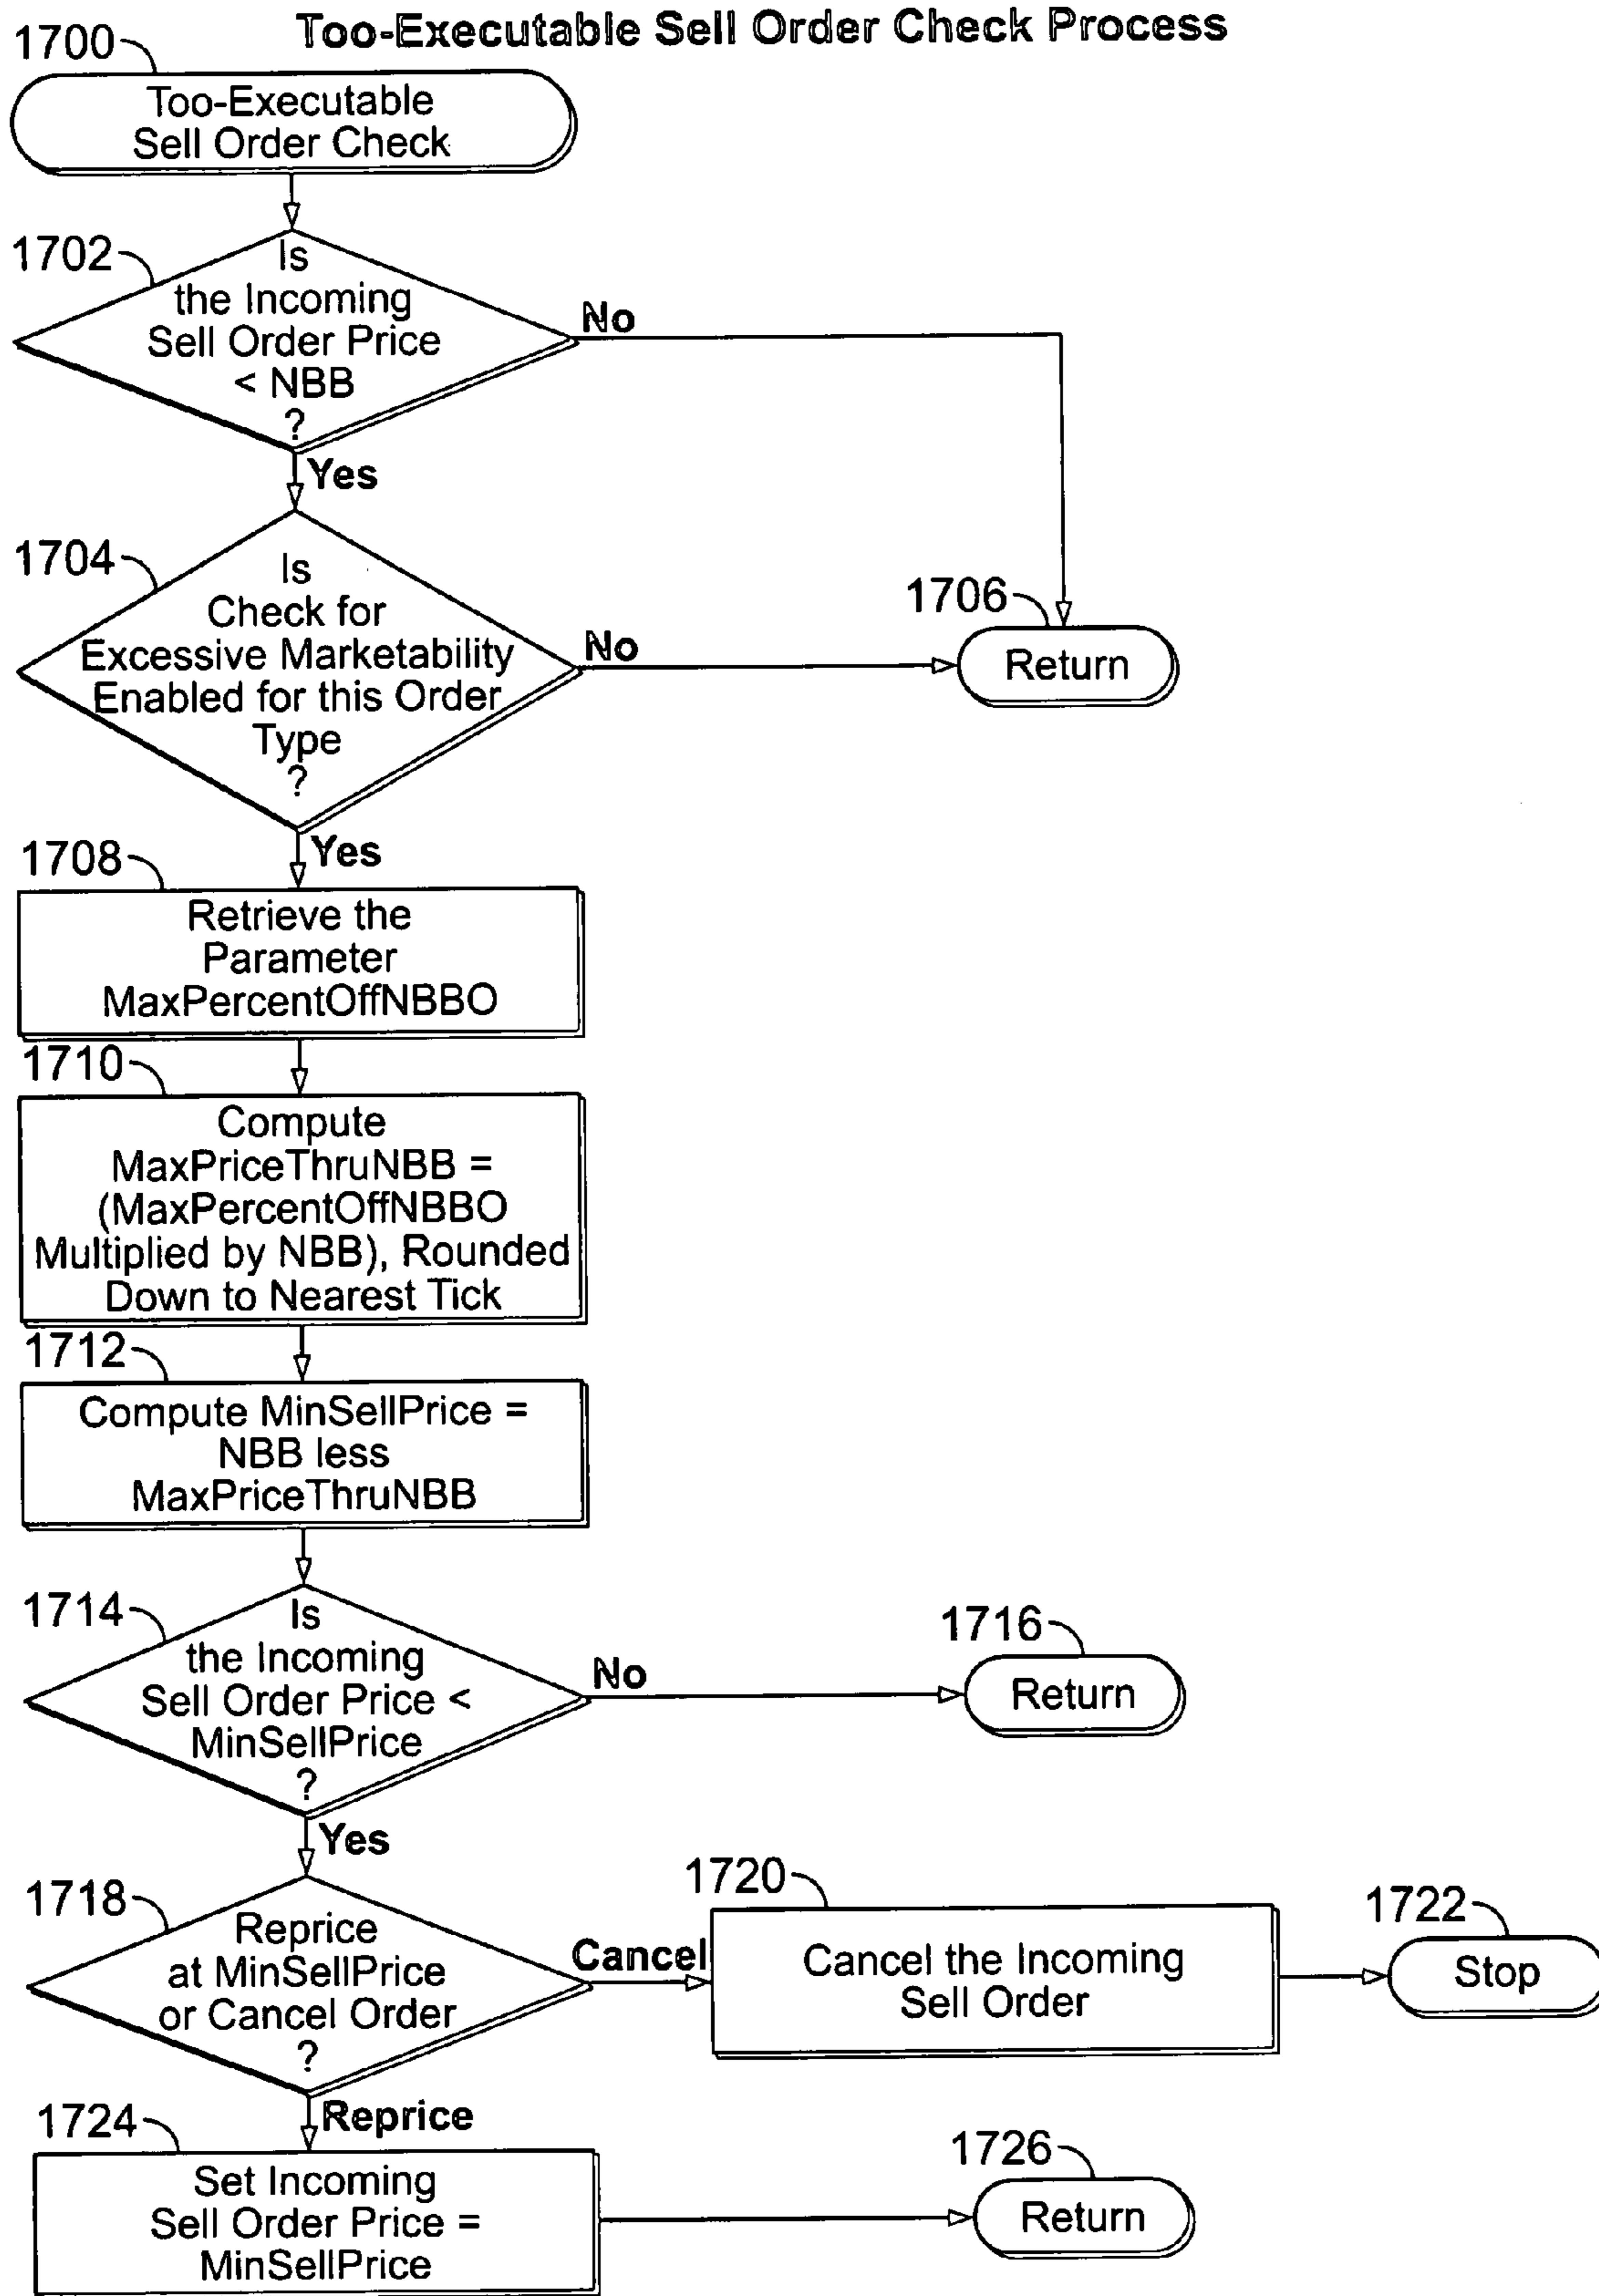 Too-Executable Sell Order Check Process
1700
Too-Executable
Sell Order Check
1702
Is
the Incoming
Sell Order Price
< NBB
?
No
Yes
1704
Is
Check for
Excessive Marketability
Enabled for this Order
Type
?
No
1706
Return
Yes
1708
Retrieve the
Parameter
MaxPercentOffNBBO
1710
Compute
MaxPriceThruNBB =
(MaxPercentOffNBBO
Multiplied by NBB), Rounded
Down to Nearest Tick
1712
Compute MinSellPrice =
NBB less
MaxPriceThruNBB
1714
Is
the Incoming
Sell Order Price <
MinSellPrice
?
No
1716
Return
Yes
1718
Reprice
at MinSellPrice
or Cancel Order
?
Cancel
1720
Cancel the Incoming
Sell Order
1722
Stop
Reprice
1724
Set Incoming
Sell Order Price =
MinSellPrice
1726
Return